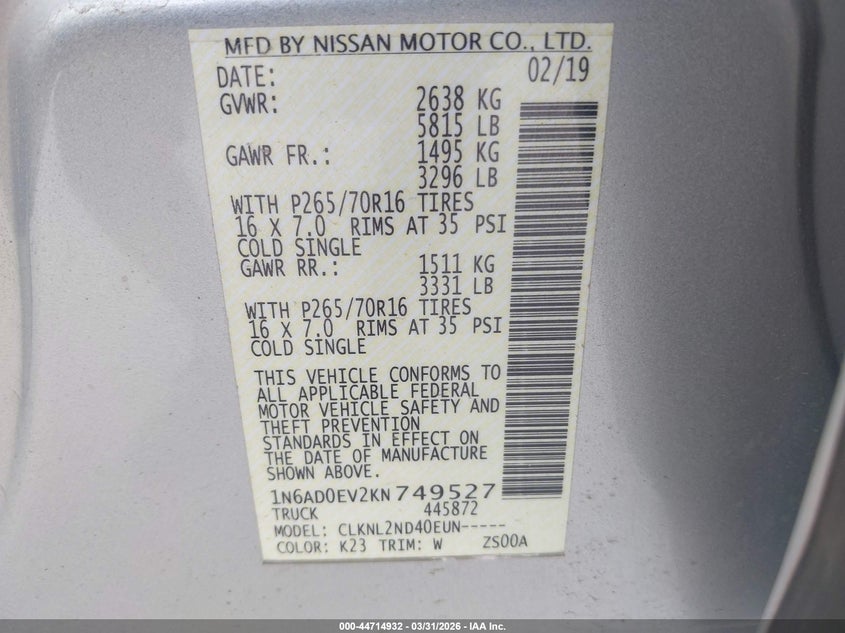 MFD BY NISSAN MOTOR CO., LTD.
DATE: 02/19
GVWR: 2638 KG
5815 LB
GAWR FR.: 1495 KG
3296 LB
WITH P265/70R16 TIRES
16 X 7.0 RIMS AT 35 PSI
COLD SINGLE
GAWR RR.: 1511 KG
3331 LB
WITH P265/70R16 TIRES
16 X 7.0 RIMS AT 35 PSI
COLD SINGLE
THIS VEHICLE CONFORMS TO
ALL APPLICABLE FEDERAL
MOTOR VEHICLE SAFETY AND
THEFT PREVENTION
STANDARDS IN EFFECT ON
THE DATE OF MANUFACTURE
SHOWN ABOVE.
1N6AD0EV2KN749527
TRUCK 445872
MODEL: CLKNL2ND40EUN-----
COLOR: K23 TRIM: W ZS00A
000-44714932 — 03/31/2026 — IAA Inc.